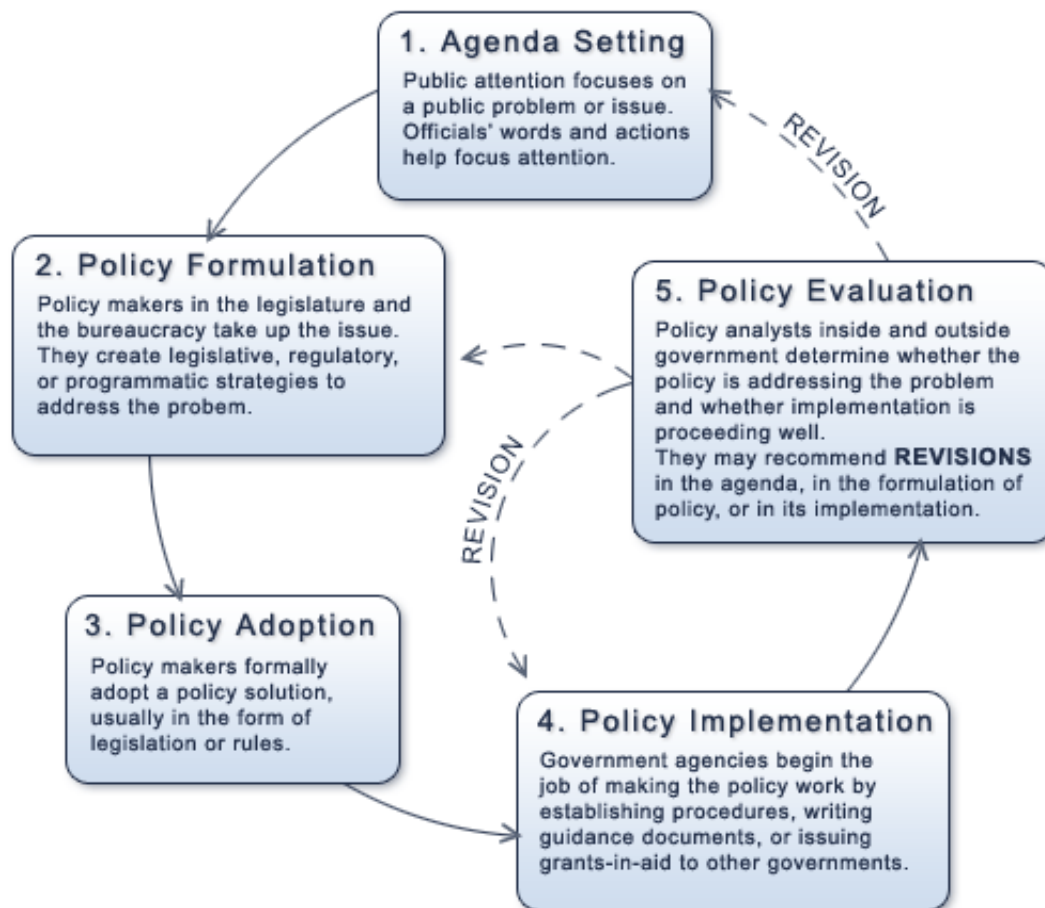 1. Agenda Setting
Public attention focuses on
a public problem or issue.
Officials' words and actions
help focus attention.
REVISION
2. Policy Formulation
Policy makers in the legislature and
the bureaucracy take up the issue.
They create legislative, regulatory,
or programmatic strategies to
address the probem.
5. Policy Evaluation
Policy analysts inside and outside
government determine whether the
policy is addressing the problem
and whether implementation is
proceeding well.
They may recommend REVISIONS
in the agenda, in the formulation of
policy, or in its implementation.
REVISION
3. Policy Adoption
Policy makers formally
adopt a policy solution,
usually in the form of
legislation or rules.
4. Policy Implementation
Government agencies begin the
job of making the policy work by
establishing procedures, writing
guidance documents, or issuing
grants-in-aid to other governments.